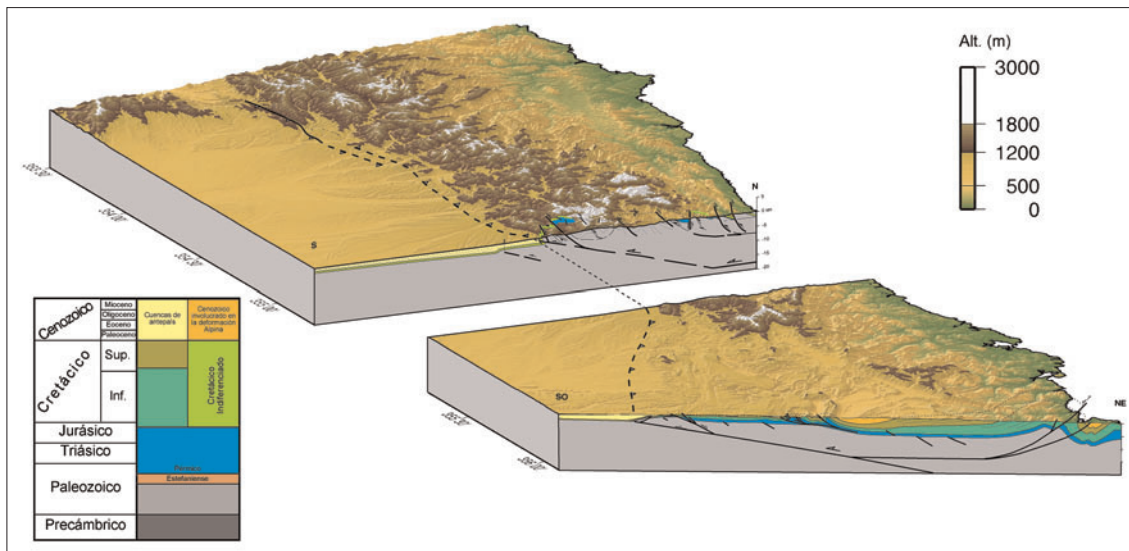 Alt. (m)
3000
1800
1200
500
0
N
S
SO
NE
Cenozoico
Mioceno
Oligoceno
Eoceno
Paleoceno
Cuencas de
antepaís
Cenozoico
involucrado en
la deformación
Alpina
Cretácico
Sup.
Inf.
Cretácico
Indiferenciado
Jurásico
Triásico
Pérmico
Estefaniense
Paleozoico
Precámbrico